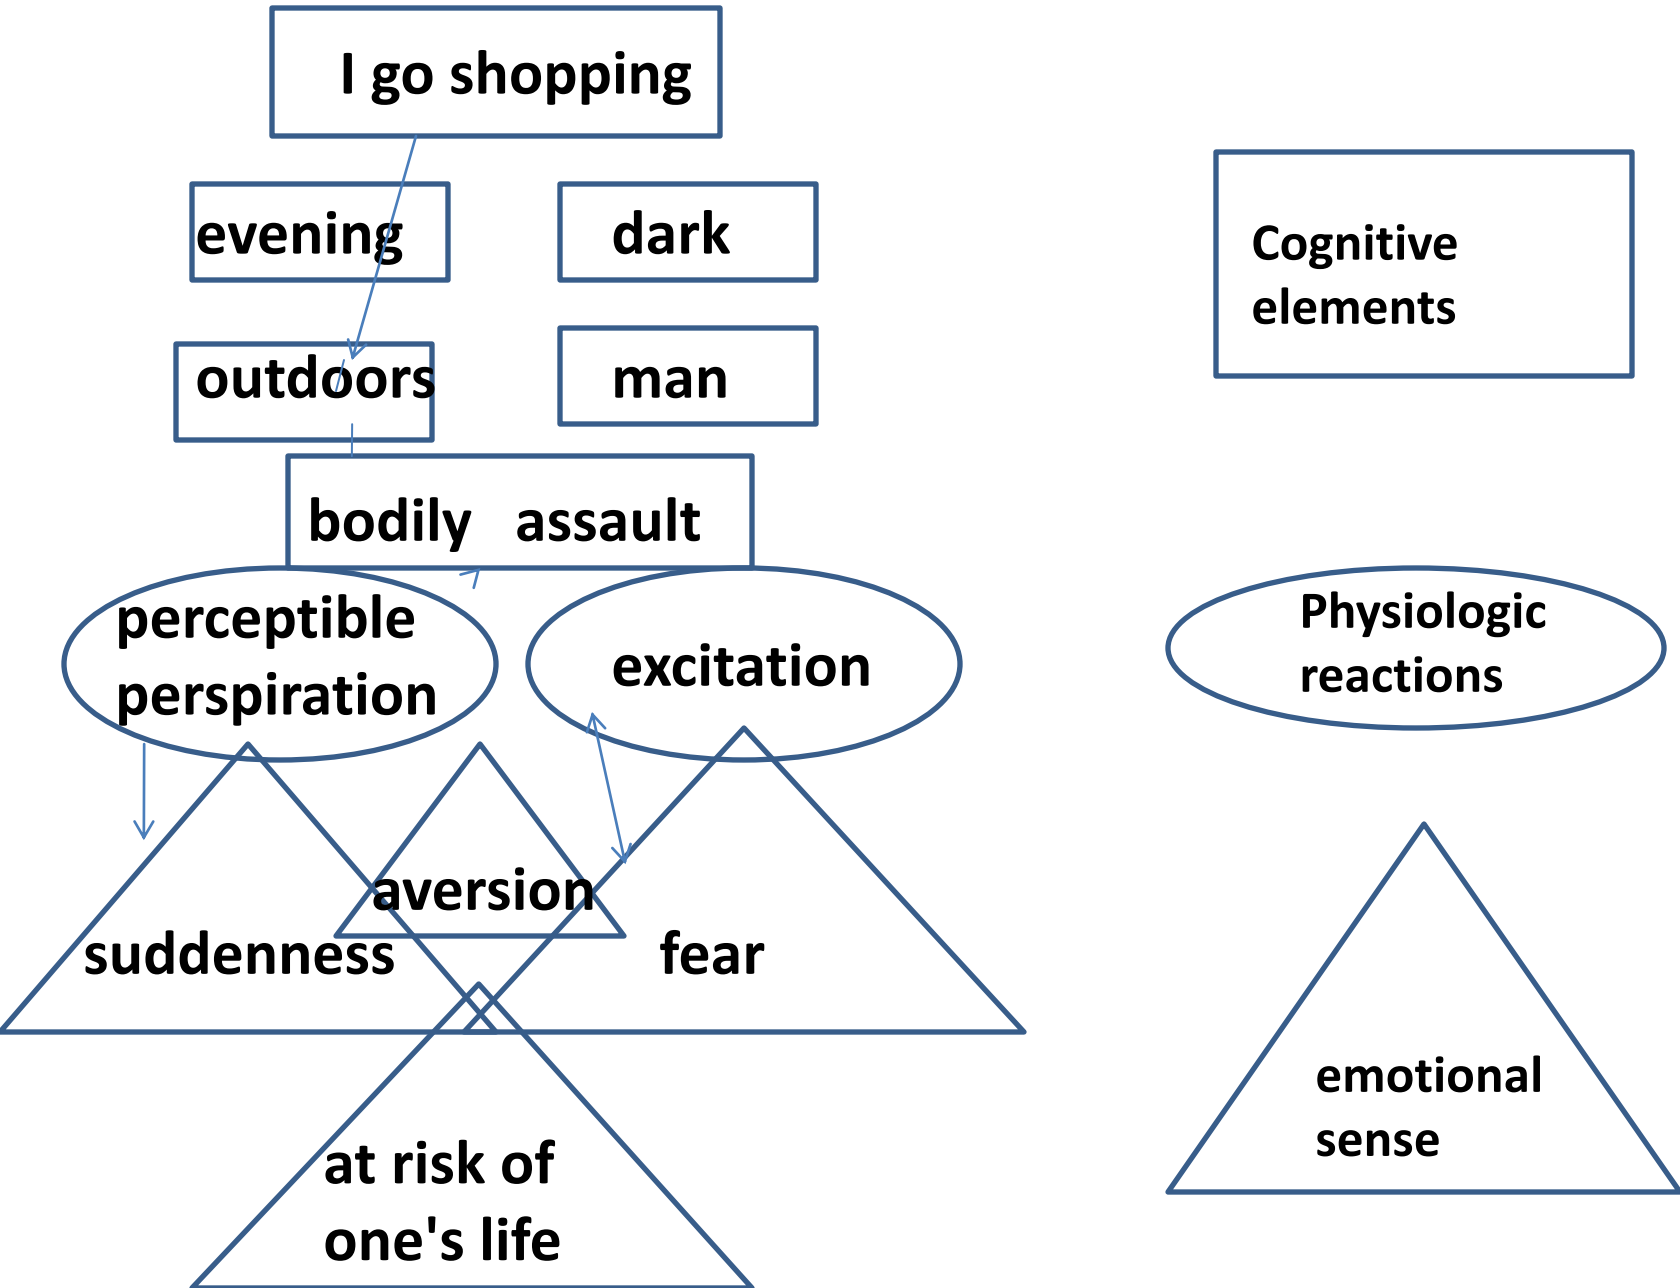 I go shopping
evening
dark
outdoors
man
bodily assault
perceptible
perspiration
excitation
aversion
suddenness
fear
at risk of
one's life
Cognitive
elements
Physiologic
reactions
emotional
sense